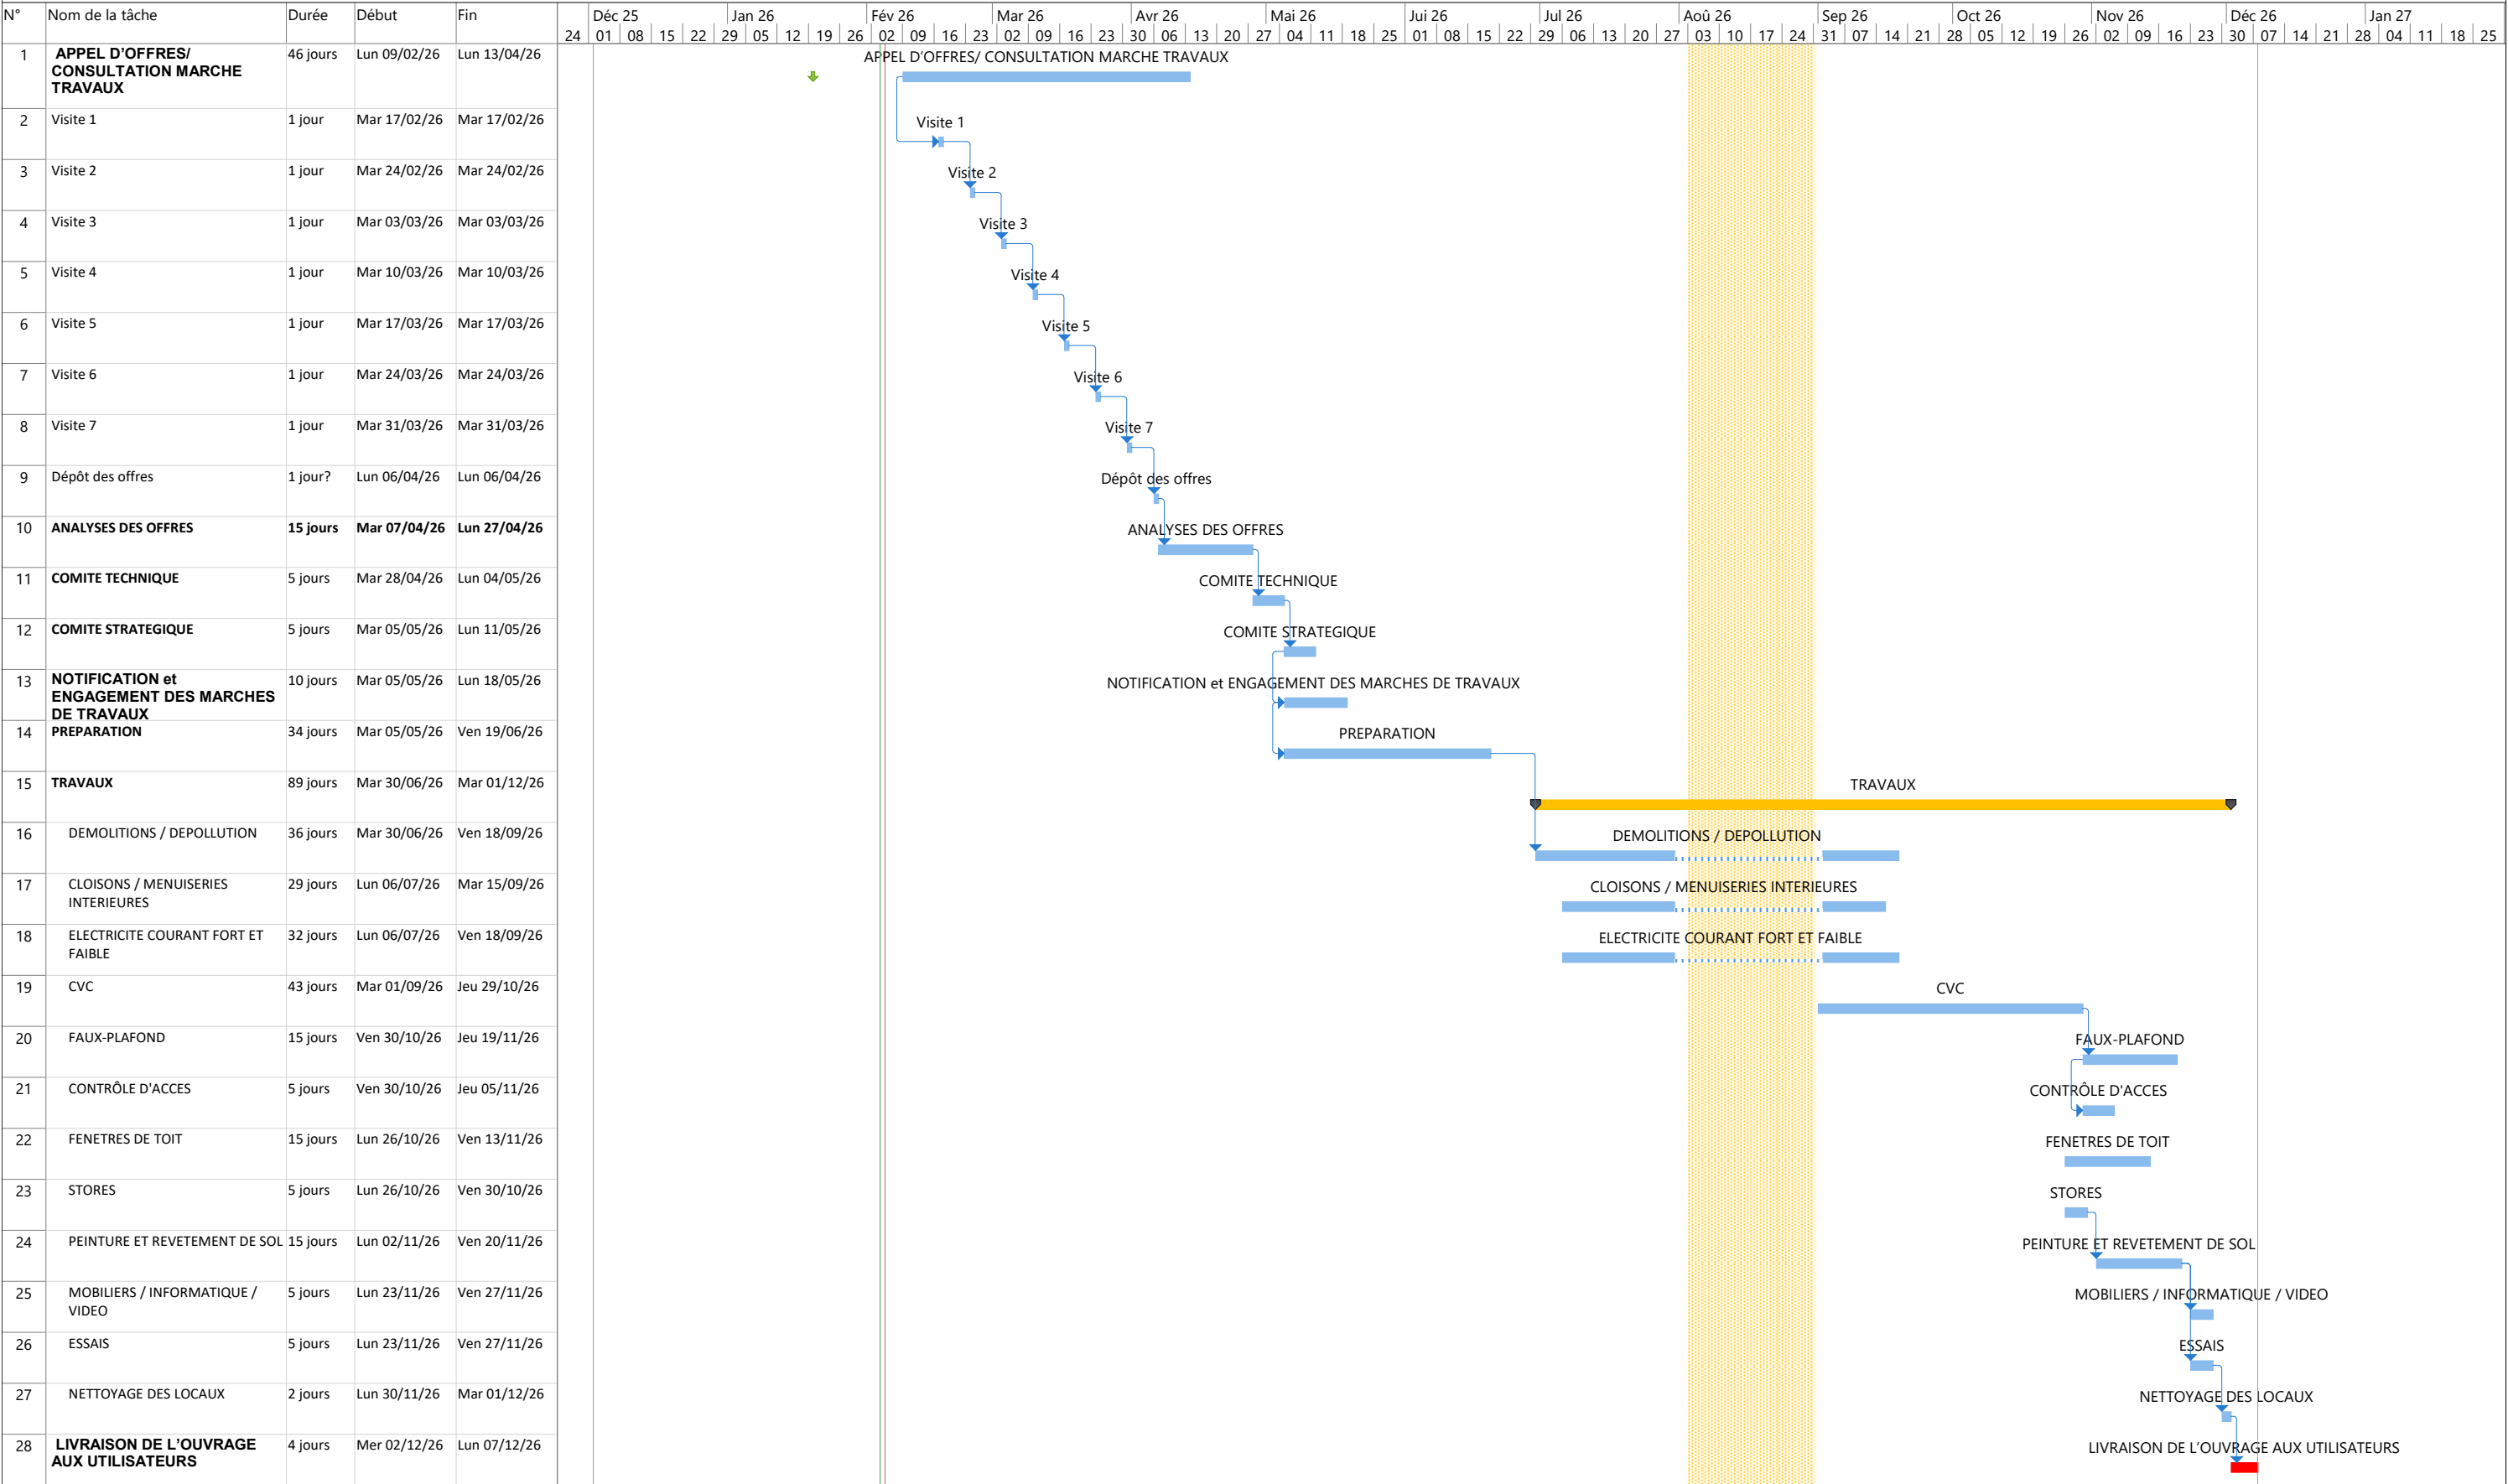 N° Nom de la tâche Durée Début Fin
Déc 25 Jan 26 Fév 26 Mar 26 Avr 26 Mai 26 Jui 26 Jul 26 Aoû 26 Sep 26 Oct 26 Nov 26 Déc 26 Jan 27
24 01 08 15 22 29 05 12 19 26 02 09 16 23 02 09 16 23 30 06 13 20 27 04 11 18 25 01 08 15 22 29 06 13 20 27 03 10 17 24 31 07 14 21 28 05 12 19 26 02 09 16 23 30 07 14 21 28 04 11 18 25
1 APPEL D'OFFRES/ 46 jours Lun 09/02/26 Lun 13/04/26
CONSULTATION MARCHE
TRAVAUX
APPEL D'OFFRES/ CONSULTATION MARCHE TRAVAUX
2 Visite 1 1 jour Mar 17/02/26 Mar 17/02/26
Visite 1
3 Visite 2 1 jour Mar 24/02/26 Mar 24/02/26
Visite 2
4 Visite 3 1 jour Mar 03/03/26 Mar 03/03/26
Visite 3
5 Visite 4 1 jour Mar 10/03/26 Mar 10/03/26
Visite 4
6 Visite 5 1 jour Mar 17/03/26 Mar 17/03/26
Visite 5
7 Visite 6 1 jour Mar 24/03/26 Mar 24/03/26
Visite 6
8 Visite 7 1 jour Mar 31/03/26 Mar 31/03/26
Visite 7
9 Dépôt des offres 1 jour? Lun 06/04/26 Lun 06/04/26
Dépôt des offres
10 ANALYSES DES OFFRES 15 jours Mar 07/04/26 Lun 27/04/26
ANALYSES DES OFFRES
11 COMITE TECHNIQUE 5 jours Mar 28/04/26 Lun 04/05/26
COMITE TECHNIQUE
12 COMITE STRATEGIQUE 5 jours Mar 05/05/26 Lun 11/05/26
COMITE STRATEGIQUE
13 NOTIFICATION et 10 jours Mar 05/05/26 Lun 18/05/26
ENGAGEMENT DES MARCHES
DE TRAVAUX
NOTIFICATION et ENGAGEMENT DES MARCHES DE TRAVAUX
14 PREPARATION 34 jours Mar 05/05/26 Ven 19/06/26
PREPARATION
15 TRAVAUX 89 jours Mar 30/06/26 Mar 01/12/26
TRAVAUX
16 DEMOLITIONS / DEPOLLUTION 36 jours Mar 30/06/26 Ven 18/09/26
DEMOLITIONS / DEPOLLUTION
17 CLOISONS / MENUISERIES 29 jours Lun 06/07/26 Mar 15/09/26
INTERIEURES
CLOISONS / MENUISERIES INTERIEURES
18 ELECTRICITE COURANT FORT ET 32 jours Lun 06/07/26 Ven 18/09/26
FAIBLE
ELECTRICITE COURANT FORT ET FAIBLE
19 CVC 43 jours Mar 01/09/26 Jeu 29/10/26
CVC
20 FAUX-PLAFOND 15 jours Ven 30/10/26 Jeu 19/11/26
FAUX-PLAFOND
21 CONTRÔLE D'ACCES 5 jours Ven 30/10/26 Jeu 05/11/26
CONTRÔLE D'ACCES
22 FENETRES DE TOIT 15 jours Lun 26/10/26 Ven 13/11/26
FENETRES DE TOIT
23 STORES 5 jours Lun 26/10/26 Ven 30/10/26
STORES
24 PEINTURE ET REVETEMENT DE SOL 15 jours Lun 02/11/26 Ven 20/11/26
PEINTURE ET REVETEMENT DE SOL
25 MOBILIERS / INFORMATIQUE / 5 jours Lun 23/11/26 Ven 27/11/26
VIDEO
MOBILIERS / INFORMATIQUE / VIDEO
26 ESSAIS 5 jours Lun 23/11/26 Ven 27/11/26
ESSAIS
27 NETTOYAGE DES LOCAUX 2 jours Lun 30/11/26 Mar 01/12/26
NETTOYAGE DES LOCAUX
28 LIVRAISON DE L'OUVRAGE 4 jours Mer 02/12/26 Lun 07/12/26
AUX UTILISATEURS
LIVRAISON DE L'OUVRAGE AUX UTILISATEURS